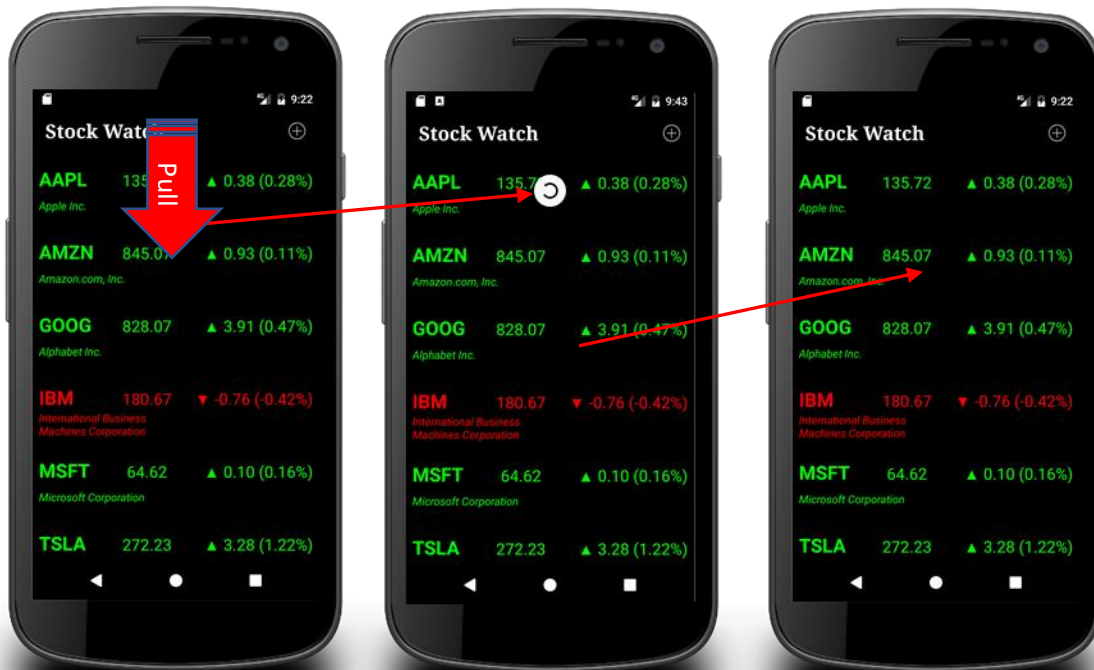 9:22
Stock Watch
Pull
AAPL 135 ▲ 0.38 (0.28%)
Apple Inc.
AMZN 845.07 ▲ 0.93 (0.11%)
Amazon.com, Inc.
GOOG 828.07 ▲ 3.91 (0.47%)
Alphabet Inc.
IBM 180.67 ▼ -0.76 (-0.42%)
International Business
Machines Corporation
MSFT 64.62 ▲ 0.10 (0.16%)
Microsoft Corporation
TSLA 272.23 ▲ 3.28 (1.22%)
9:43
Stock Watch
AAPL 135.7 ▲ 0.38 (0.28%)
Apple Inc.
AMZN 845.07 ▲ 0.93 (0.11%)
Amazon.com, Inc.
GOOG 828.07 ▲ 3.91 (0.47%)
Alphabet Inc.
IBM 180.67 ▼ -0.76 (-0.42%)
International Business
Machines Corporation
MSFT 64.62 ▲ 0.10 (0.16%)
Microsoft Corporation
TSLA 272.23 ▲ 3.28 (1.22%)
9:22
Stock Watch
AAPL 135.72 ▲ 0.38 (0.28%)
Apple Inc.
AMZN 845.07 ▲ 0.93 (0.11%)
Amazon.com, Inc.
GOOG 828.07 ▲ 3.91 (0.47%)
Alphabet Inc.
IBM 180.67 ▼ -0.76 (-0.42%)
International Business
Machines Corporation
MSFT 64.62 ▲ 0.10 (0.16%)
Microsoft Corporation
TSLA 272.23 ▲ 3.28 (1.22%)